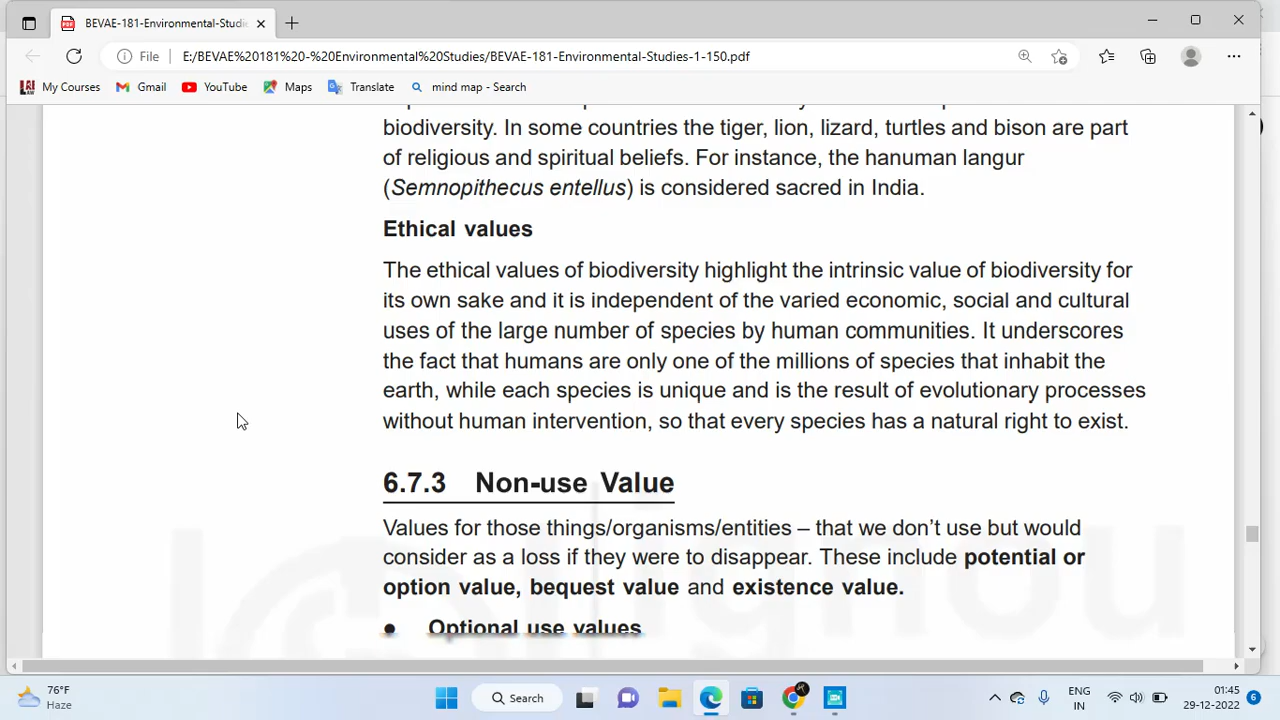 BEVAE-181-Environmental-Studi
File
E:/BEVAE%20181%20-%20Environmental%20Studies/BEVAE-181-Environmental-Studies-1-150.pdf
My Courses
Gmail
YouTube
Maps
Translate
mind map - Search
biodiversity. In some countries the tiger, lion, lizard, turtles and bison are part
of religious and spiritual beliefs. For instance, the hanuman langur
(Semnopithecus entellus) is considered sacred in India.
Ethical values
The ethical values of biodiversity highlight the intrinsic value of biodiversity for
its own sake and it is independent of the varied economic, social and cultural
uses of the large number of species by human communities. It underscores
the fact that humans are only one of the millions of species that inhabit the
earth, while each species is unique and is the result of evolutionary processes
without human intervention, so that every species has a natural right to exist.
6.7.3 Non-use Value
Values for those things/organisms/entities – that we don't use but would
consider as a loss if they were to disappear. These include potential or
option value, bequest value and existence value.
● Optional use values
ignou
76°F
Haze
Search
ENG
IN
01:45
29-12-2022
6